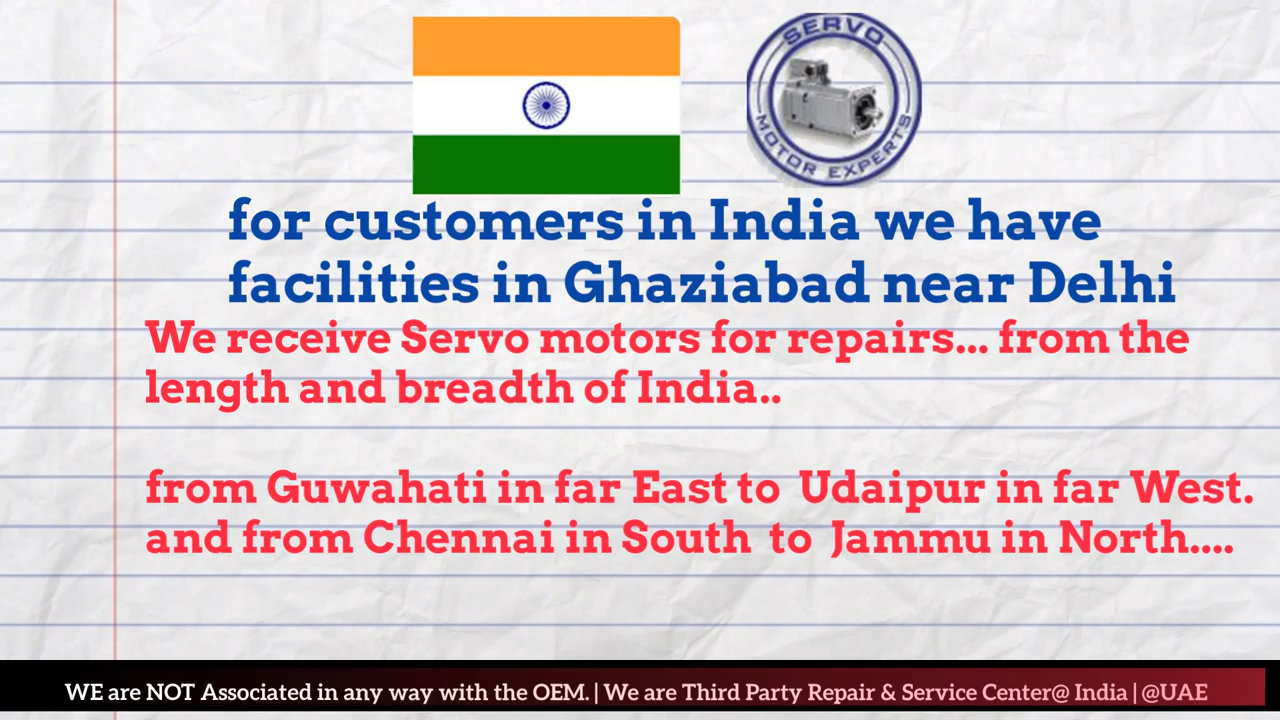 SERVO
MOTOR EXPERTS
for customers in India we have
facilities in Ghaziabad near Delhi
We receive Servo motors for repairs... from the
length and breadth of India..
from Guwahati in far East to Udaipur in far West.
and from Chennai in South to Jammu in North....
WE are NOT Associated in any way with the OEM. | We are Third Party Repair & Service Center@ India | @UAE